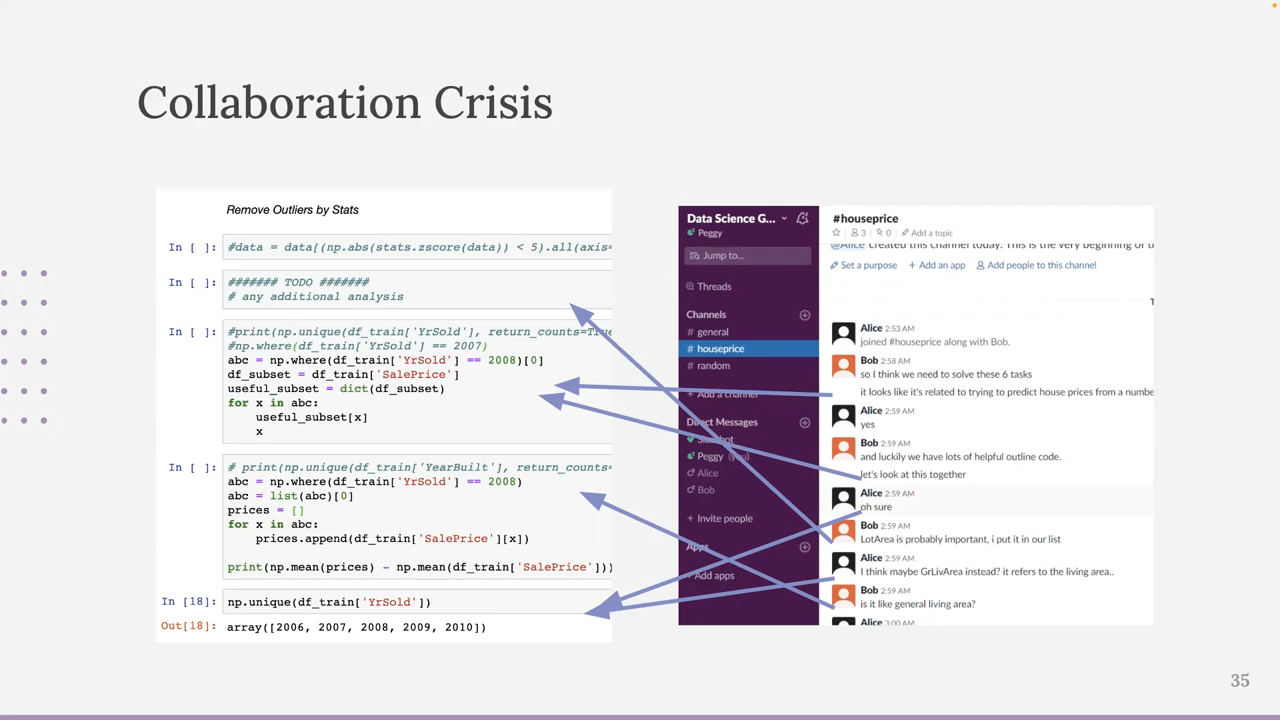 Collaboration Crisis
Remove Outliers by Stats
In [ ]: #data = data[(np.abs(stats.zscore(data)) < 5).all(axis=
In [ ]: ####### TODO #######
# any additional analysis
In [ ]: #print(np.unique(df_train['YrSold'], return_counts=True
#np.where(df_train['YrSold'] == 2007)
abc = np.where(df_train['YrSold'] == 2008)[0]
df_subset = df_train['SalePrice']
useful_subset = dict(df_subset)
for x in abc:
useful_subset[x]
x
In [ ]: # print(np.unique(df_train['YearBuilt'], return_counts=
abc = np.where(df_train['YrSold'] == 2008)
abc = list(abc)[0]
prices = []
for x in abc:
prices.append(df_train['SalePrice'][x])
print(np.mean(prices) - np.mean(df_train['SalePrice']))
In [18]: np.unique(df_train['YrSold'])
Out[18]: array([2006, 2007, 2008, 2009, 2010])
Data Science G...
Peggy
Jump to...
Threads
Channels
# general
# houseprice
# random
+ Add a channel
Direct Messages
Slackbot
Peggy (you)
Alice
Bob
+ Invite people
Apps
+ Add apps
#houseprice
3 0 Add a topic
@Alice created this channel today. This is the very beginning of t
Set a purpose + Add an app Add people to this channel
Alice 2:53 AM
joined #houseprice along with Bob.
Bob 2:58 AM
so I think we need to solve these 6 tasks
it looks like it's related to trying to predict house prices from a numbe
Alice 2:59 AM
yes
Bob 2:59 AM
and luckily we have lots of helpful outline code.
let's look at this together
Alice 2:59 AM
oh sure
Bob 2:59 AM
LotArea is probably important, i put it in our list
Alice 2:59 AM
I think maybe GrLivArea instead? it refers to the living area..
Bob 2:59 AM
is it like general living area?
Alice 3:00 AM
35